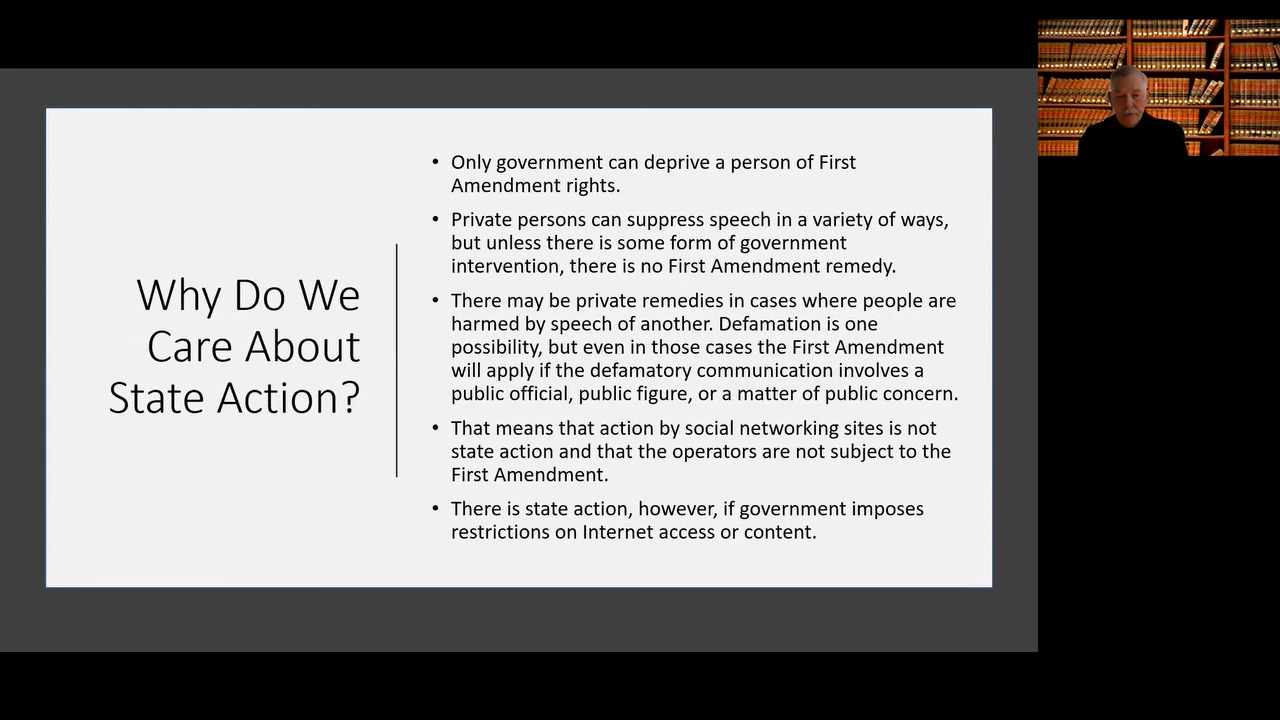 Why Do We
Care About
State Action?
• Only government can deprive a person of First
Amendment rights.
• Private persons can suppress speech in a variety of ways,
but unless there is some form of government
intervention, there is no First Amendment remedy.
• There may be private remedies in cases where people are
harmed by speech of another. Defamation is one
possibility, but even in those cases the First Amendment
will apply if the defamatory communication involves a
public official, public figure, or a matter of public concern.
• That means that action by social networking sites is not
state action and that the operators are not subject to the
First Amendment.
• There is state action, however, if government imposes
restrictions on Internet access or content.